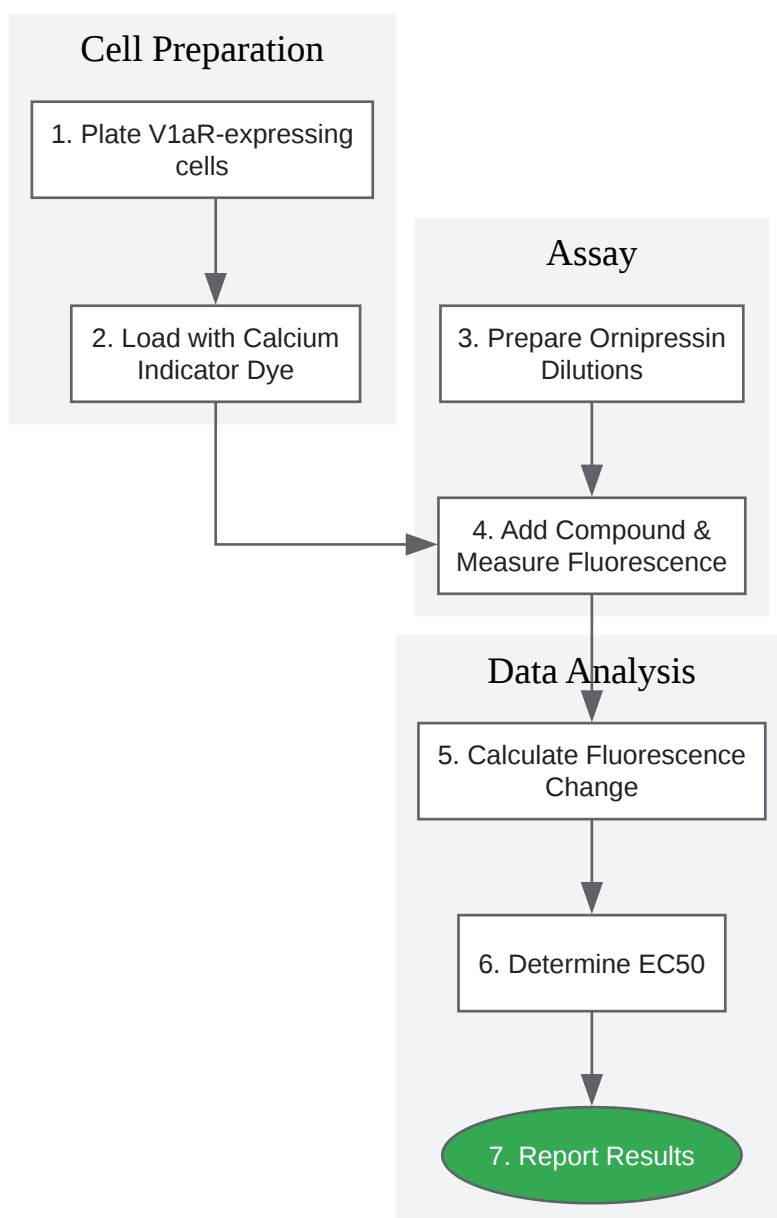 Cell Preparation
1. Plate V1aR-expressing
cells
2. Load with Calcium
Indicator Dye
Assay
3. Prepare Ornipressin
Dilutions
4. Add Compound &
Measure Fluorescence
Data Analysis
5. Calculate Fluorescence
Change
6. Determine EC50
7. Report Results